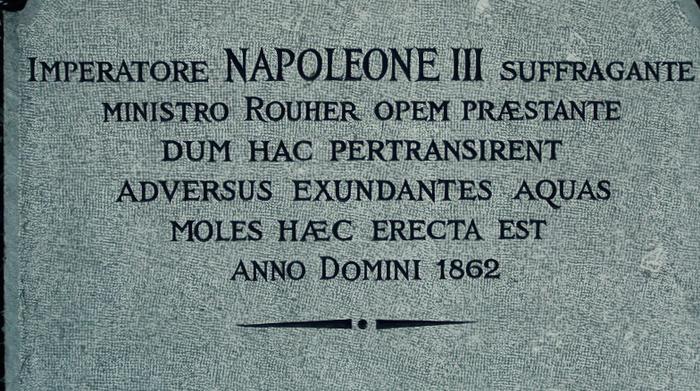 IMPERATORE NAPOLEONE III SUFFRAGANTE
MINISTRO ROUHER OPEM PRÆSTANTE
DUM HAC PERTRANSIRENT
ADVERSUS EXUNDANTES AQUAS
MOLES HÆC ERECTA EST
ANNO DOMINI 1862